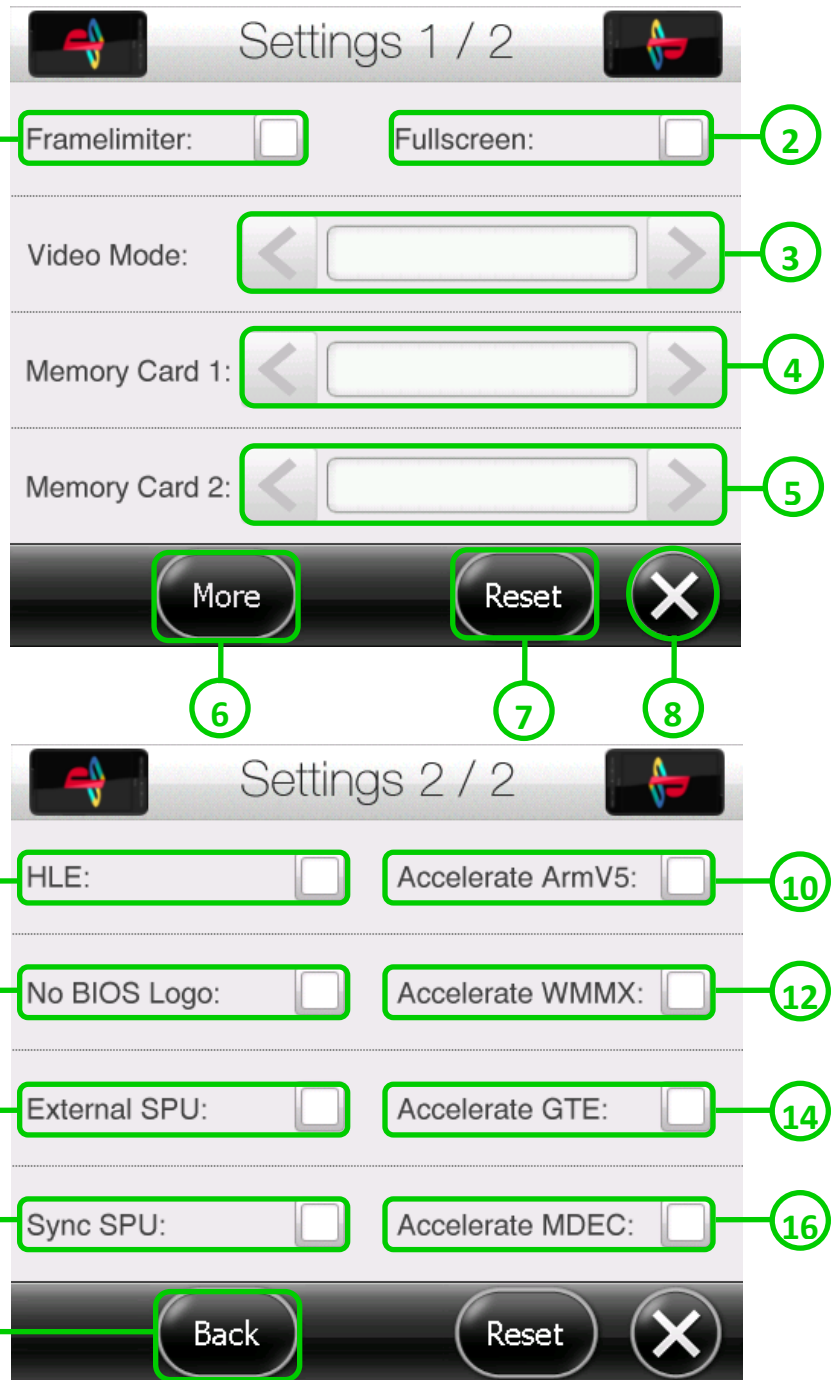 Settings 1 / 2
Framelimiter: Fullscreen: 2
Video Mode: 3
Memory Card 1: 4
Memory Card 2: 5
More Reset
6 7 8
Settings 2 / 2
HLE: Accelerate ArmV5: 10
No BIOS Logo: Accelerate WMMX: 12
External SPU: Accelerate GTE: 14
Sync SPU: Accelerate MDEC: 16
Back Reset